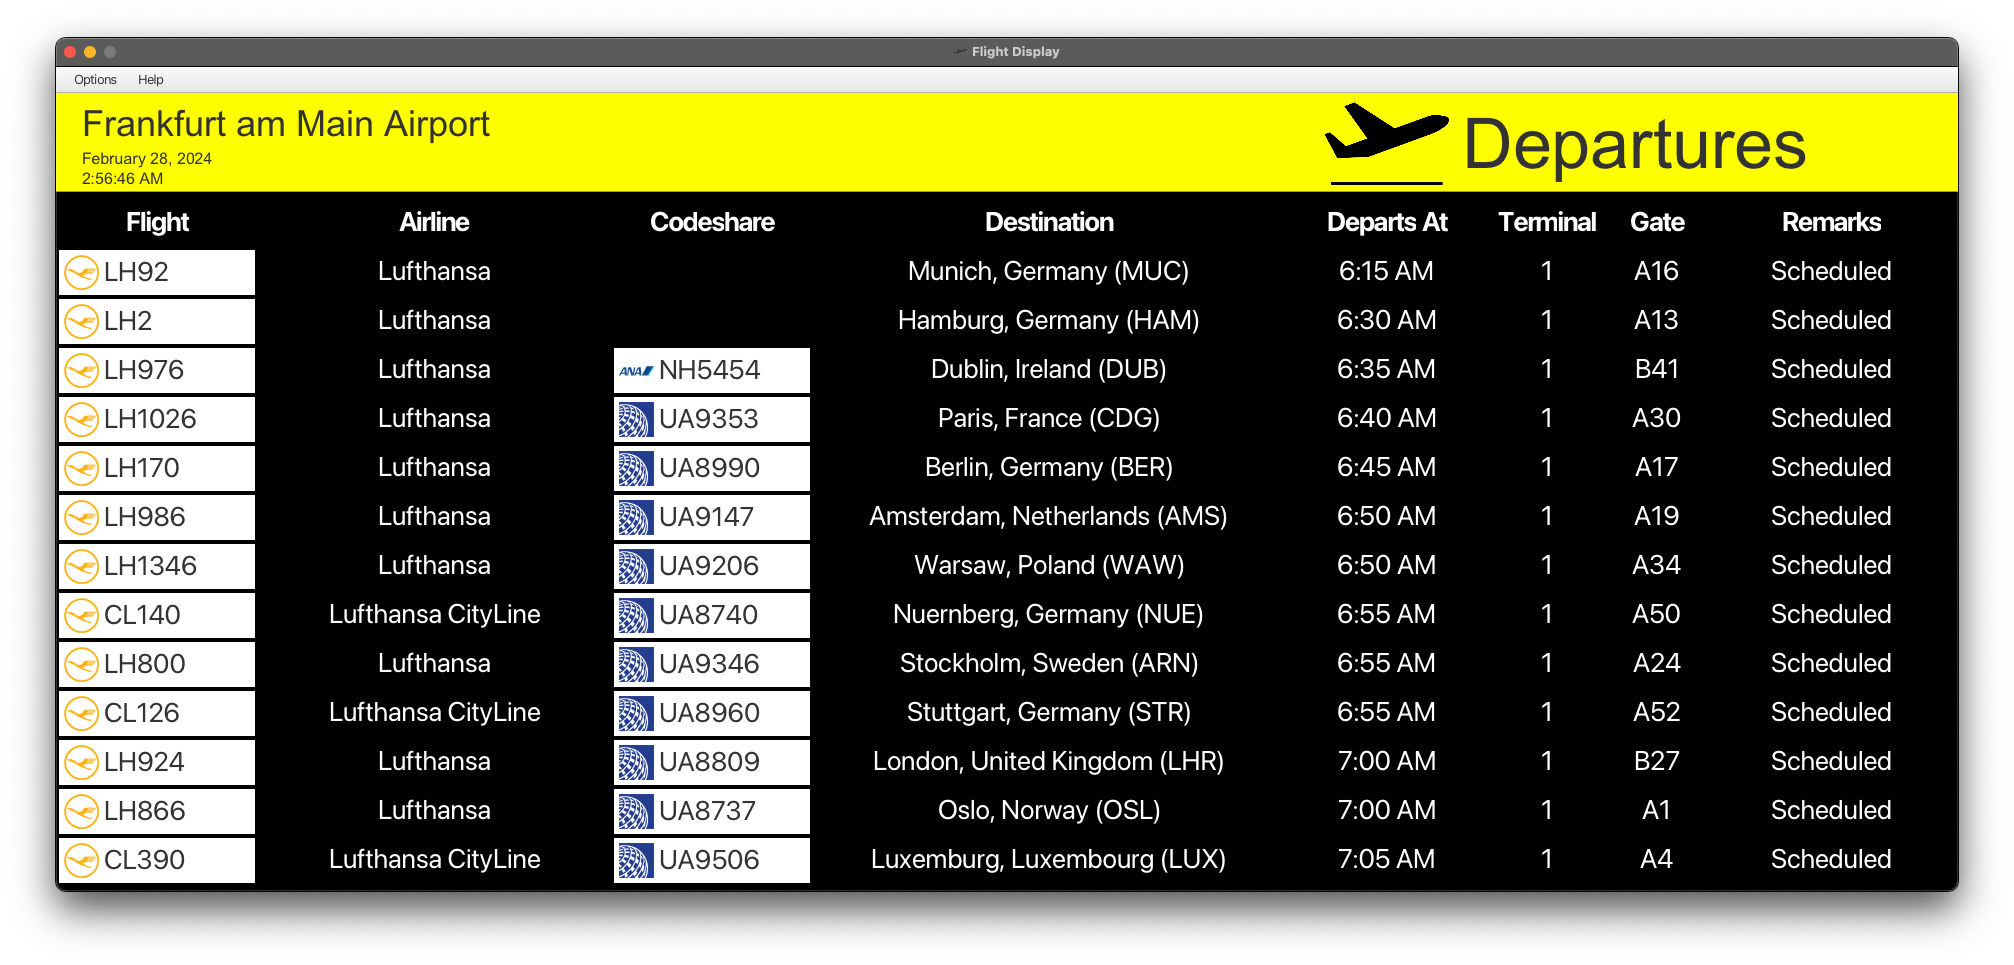 Flight Display
Options Help
Frankfurt am Main Airport
February 28, 2024
2:56:46 AM
Departures
Flight Airline Codeshare Destination Departs At Terminal Gate Remarks
LH92 Lufthansa Munich, Germany (MUC) 6:15 AM 1 A16 Scheduled
LH2 Lufthansa Hamburg, Germany (HAM) 6:30 AM 1 A13 Scheduled
LH976 Lufthansa ANA NH5454 Dublin, Ireland (DUB) 6:35 AM 1 B41 Scheduled
LH1026 Lufthansa UA9353 Paris, France (CDG) 6:40 AM 1 A30 Scheduled
LH170 Lufthansa UA8990 Berlin, Germany (BER) 6:45 AM 1 A17 Scheduled
LH986 Lufthansa UA9147 Amsterdam, Netherlands (AMS) 6:50 AM 1 A19 Scheduled
LH1346 Lufthansa UA9206 Warsaw, Poland (WAW) 6:50 AM 1 A34 Scheduled
CL140 Lufthansa CityLine UA8740 Nuernberg, Germany (NUE) 6:55 AM 1 A50 Scheduled
LH800 Lufthansa UA9346 Stockholm, Sweden (ARN) 6:55 AM 1 A24 Scheduled
CL126 Lufthansa CityLine UA8960 Stuttgart, Germany (STR) 6:55 AM 1 A52 Scheduled
LH924 Lufthansa UA8809 London, United Kingdom (LHR) 7:00 AM 1 B27 Scheduled
LH866 Lufthansa UA8737 Oslo, Norway (OSL) 7:00 AM 1 A1 Scheduled
CL390 Lufthansa CityLine UA9506 Luxemburg, Luxembourg (LUX) 7:05 AM 1 A4 Scheduled